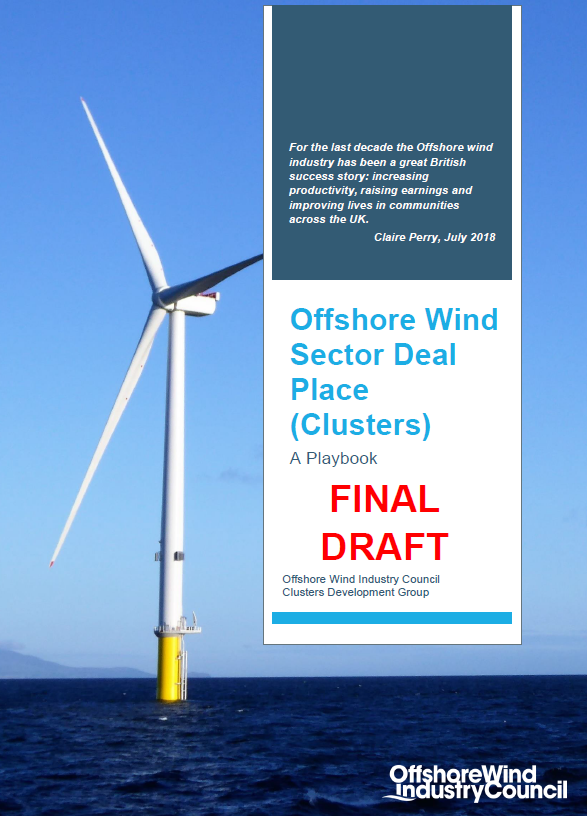 For the last decade the Offshore wind
industry has been a great British
success story: increasing
productivity, raising earnings and
improving lives in communities
across the UK.
Claire Perry, July 2018
Offshore Wind
Sector Deal
Place
(Clusters)
A Playbook
FINAL
DRAFT
Offshore Wind Industry Council
Clusters Development Group
OffshoreWind
IndustryCouncil